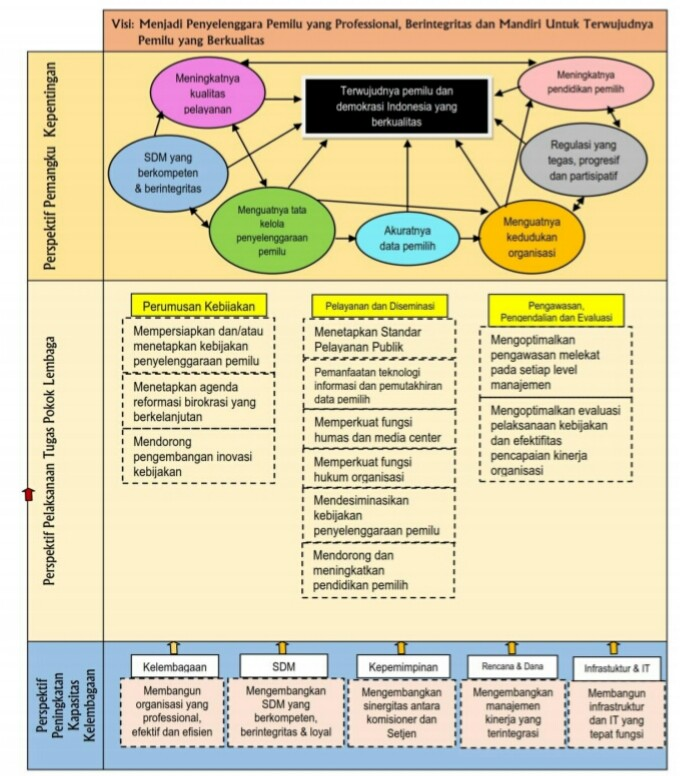 Visi: Menjadi Penyelenggara Pemilu yang Professional, Berintegritas dan Mandiri Untuk Terwujudnya
Pemilu yang Berkualitas
Perspektif Pemangku Kepentingan
Meningkatnya
kualitas
pelayanan
Terwujudnya pemilu dan
demokrasi Indonesia yang
berkualitas
Meningkatnya
pendidikan pemilih
SDM yang
berkompeten
& berintegritas
Regulasi yang
tegas, progresif
dan partisipatif
Menguatnya tata
kelola
penyelenggaraan
pemilu
Akuratnya
data pemilih
Menguatnya
kedudukan
organisasi
Perspektif Pelaksanaan Tugas Pokok Lembaga
Perumusan Kebijakan
Mempersiapkan dan/atau
menetapkan kebijakan
penyelenggaraan pemilu
Menetapkan agenda
reformasi birokrasi yang
berkelanjutan
Mendorong
pengembangan inovasi
kebijakan
Pelayanan dan Diseminasi
Menetapkan Standar
Pelayanan Publik
Pemanfaatan teknologi
informasi dan pemutakhiran
data pemilih
Memperkuat fungsi
humas dan media center
Memperkuat fungsi
hukum organisasi
Mendesiminasikan
kebijakan
penyelenggaraan pemilu
Mendorong dan
meningkatkan
pendidikan pemilih
Pengawasan,
Pengendalian dan Evaluasi
Mengoptimalkan
pengawasan melekat
pada setiap level
manajemen
Mengoptimalkan evaluasi
pelaksanaan kebijakan
dan efektifitas
pencapaian kinerja
organisasi
Perspektif
Peningkatan
Kapasitas
Kelembagaan
Kelembagaan
Membangun
organisasi yang
professional,
efektif dan efisien
SDM
Mengembangkan
SDM yang
berkompeten,
berintegritas & loyal
Kepemimpinan
Mengembangkan
sinergitas antara
komisioner dan
Setjen
Rencana & Dana
Mengembangkan
manajemen
kinerja yang
terintegrasi
Infrastuktur & IT
Membangun
infrastruktur
dan IT yang
tepat fungsi